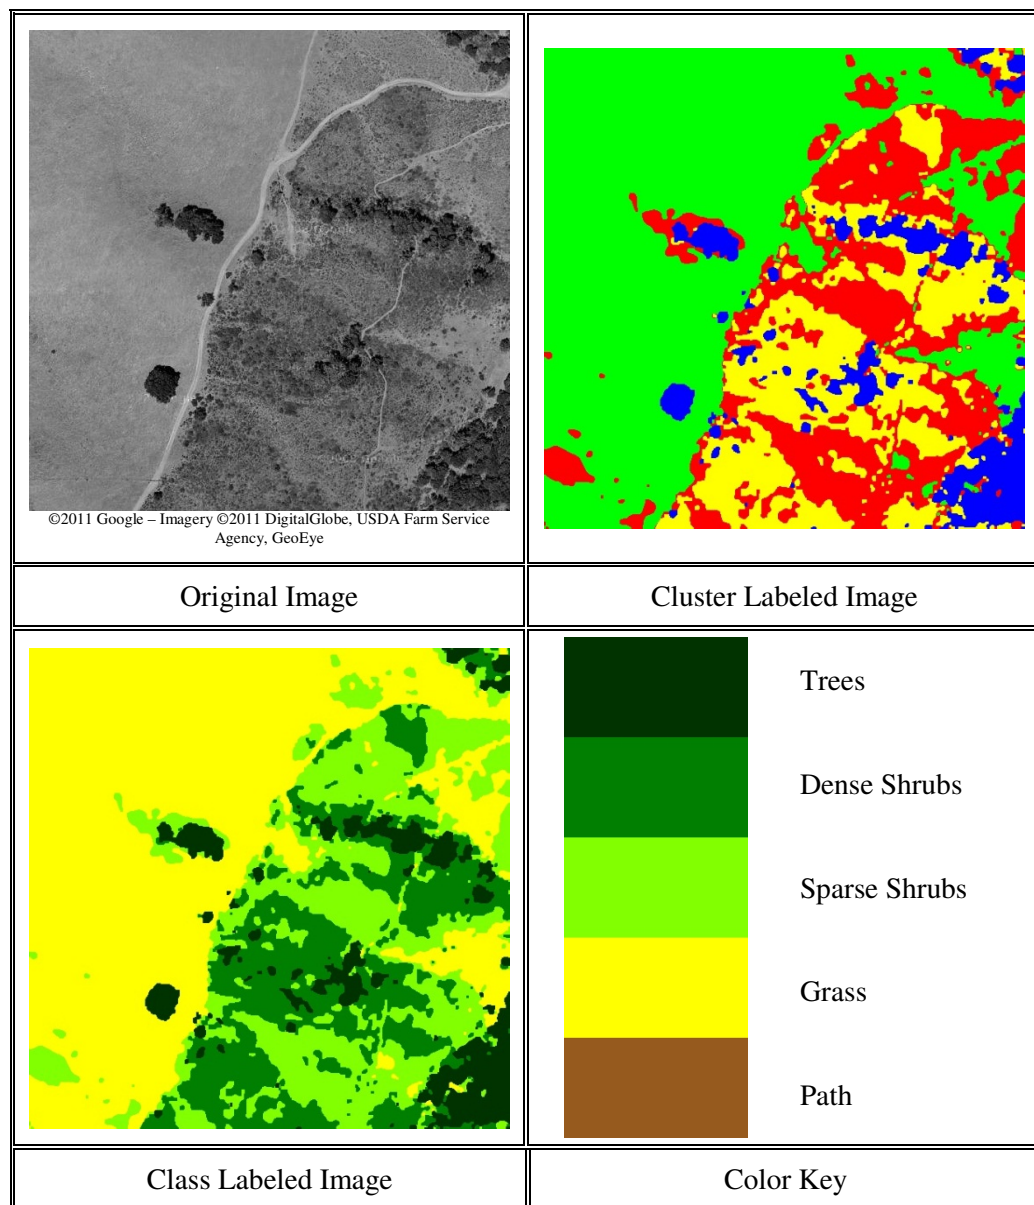 ©2011 Google – Imagery ©2011 DigitalGlobe, USDA Farm Service
Agency, GeoEye
Original Image
Cluster Labeled Image
Trees
Dense Shrubs
Sparse Shrubs
Grass
Path
Class Labeled Image
Color Key